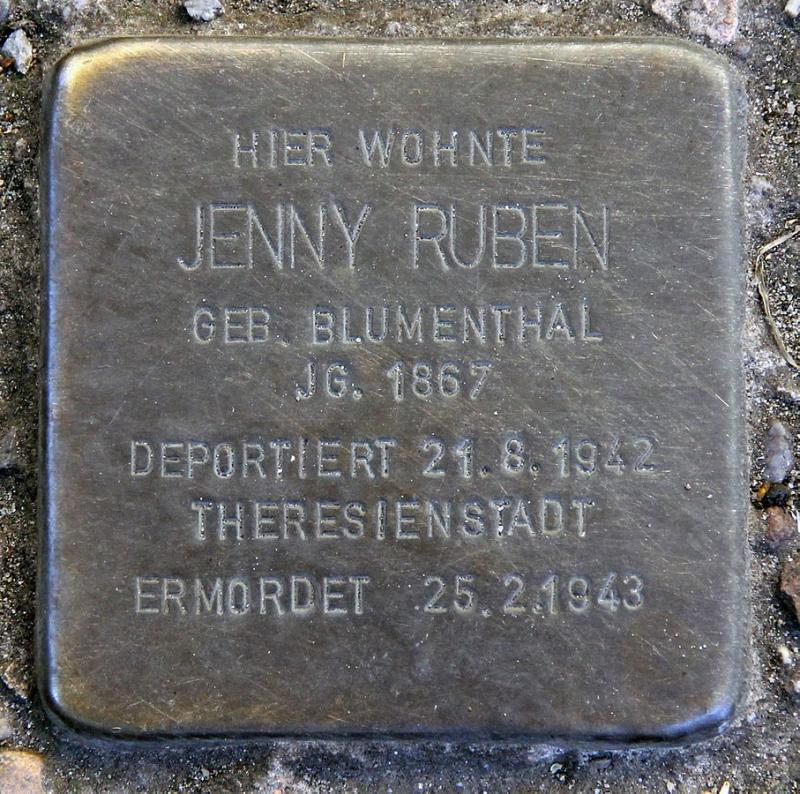 HIER WOHNTE
JENNY RUBEN
GEB. BLUMENTHAL
JG. 1867
DEPORTIERT 21.8.1942
THERESIENSTADT
ERMORDET 25.2.1943